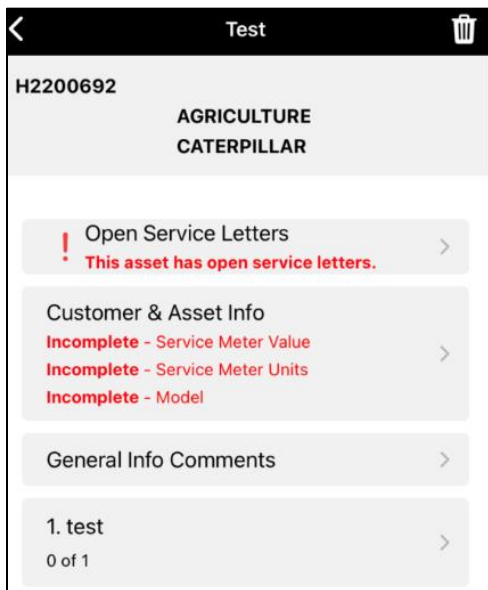 Test
H2200692
AGRICULTURE
CATERPILLAR
Open Service Letters
This asset has open service letters.
Customer & Asset Info
Incomplete - Service Meter Value
Incomplete - Service Meter Units
Incomplete - Model
General Info Comments
1. test
0 of 1